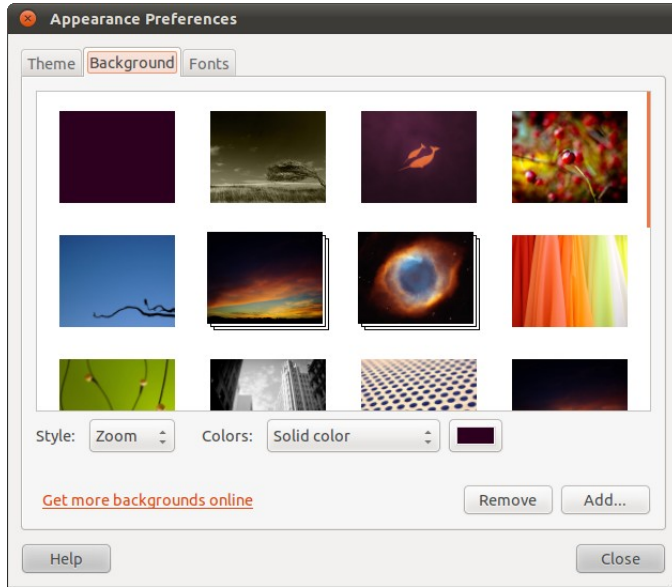 Appearance Preferences
Theme Background Fonts
Style: Zoom Colors: Solid color
Get more backgrounds online Remove Add...
Help Close